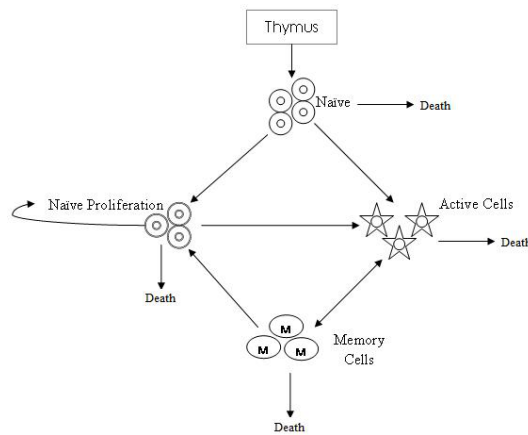 Thymus
Naïve
Death
Naïve Proliferation
Active Cells
Death
Death
M
M
M
Memory
Cells
Death